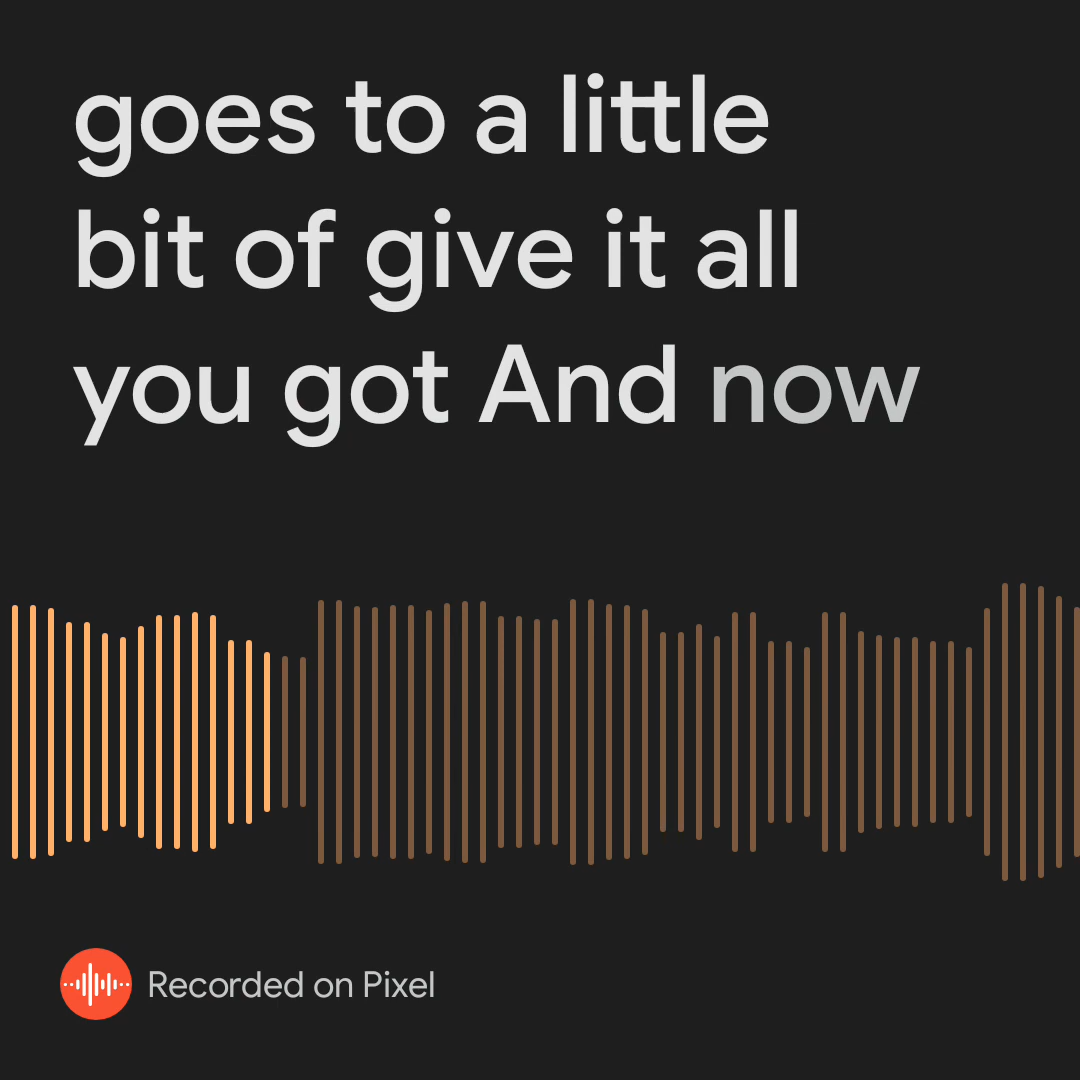 goes to a little
bit of give it all
you got And now
Recorded on Pixel